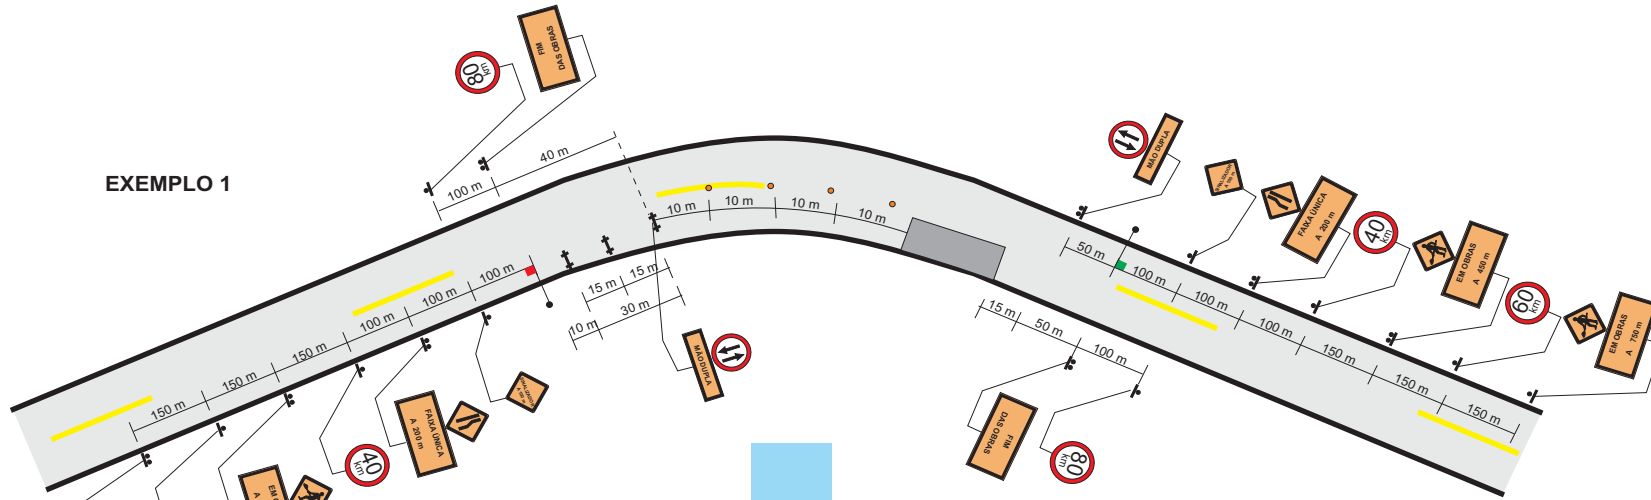 FIM
DAS OBRAS
80
km
EXEMPLO 1
40 m
100 m
10 m
10 m
10 m
10 m
MÃO DUPLA
FAIXA ÚNICA
A 200 m
40
km
EM OBRAS
A 450 m
60
km
EM OBRAS
A 750 m
50 m
100 m
100 m
100 m
150 m
150 m
150 m
100 m
100 m
100 m
150 m
150 m
150 m
15 m
15 m
30 m
10 m
MÃO DUPLA
15 m
50 m
100 m
FIM
DAS OBRAS
80
km
FAIXA ÚNICA
A 200 m
40
km